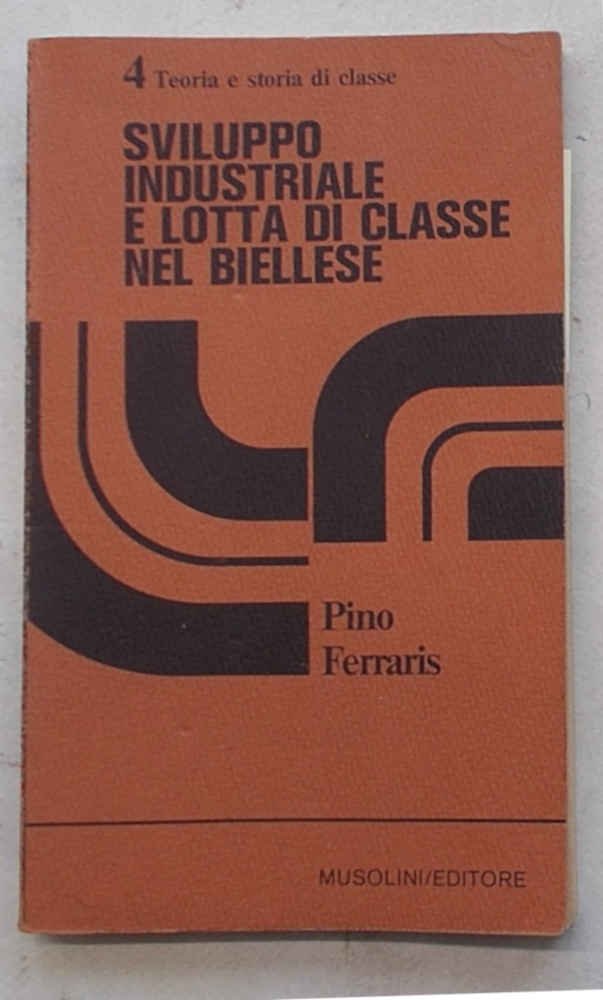 4 Teoria e storia di classe
SVILUPPO
INDUSTRIALE
E LOTTA DI CLASSE
NEL BIELLESE
Pino
Ferraris
MUSOLINI/EDITORE